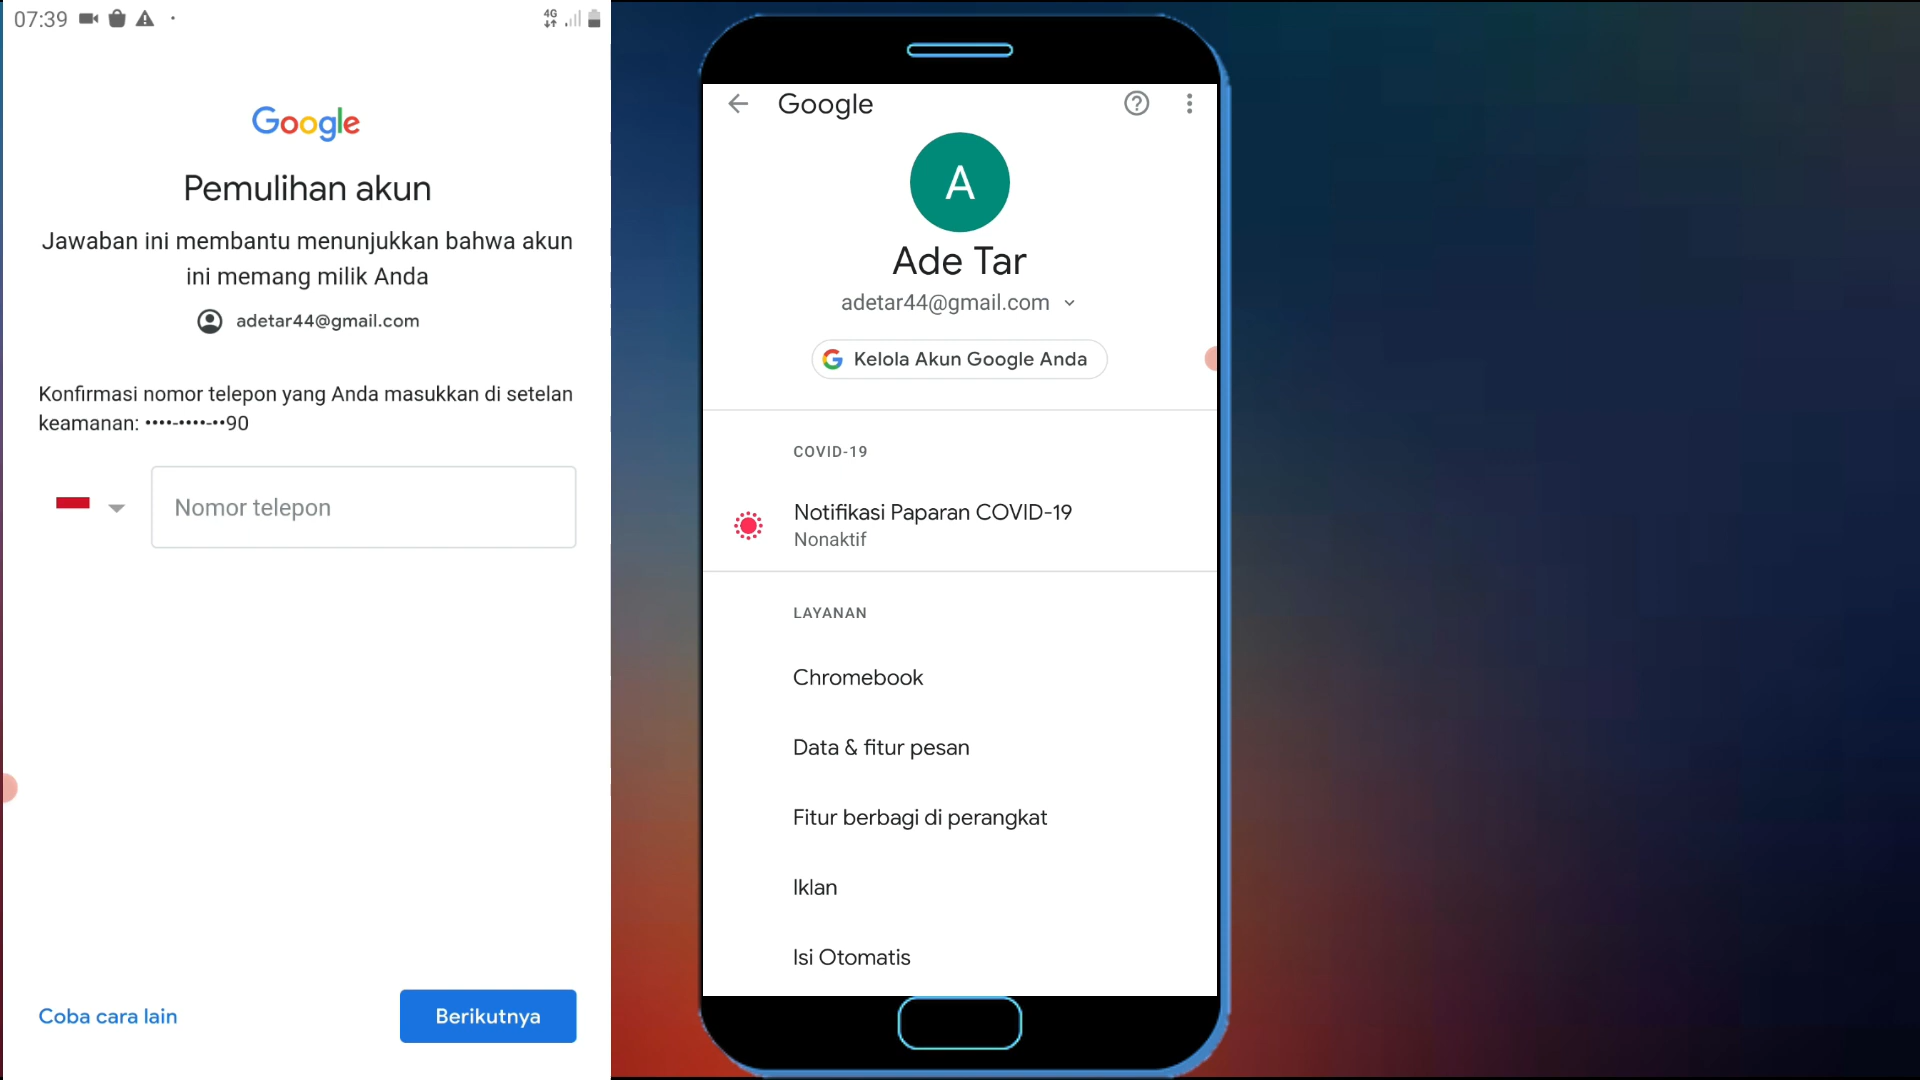 07:39
4G
Google
Pemulihan akun
Jawaban ini membantu menunjukkan bahwa akun
ini memang milik Anda
adetar44@gmail.com
Konfirmasi nomor telepon yang Anda masukkan di setelan
keamanan: ••••-••••-••90
Nomor telepon
Coba cara lain
Berikutnya
Google
A
Ade Tar
adetar44@gmail.com
G Kelola Akun Google Anda
COVID-19
Notifikasi Paparan COVID-19
Nonaktif
LAYANAN
Chromebook
Data & fitur pesan
Fitur berbagi di perangkat
Iklan
Isi Otomatis